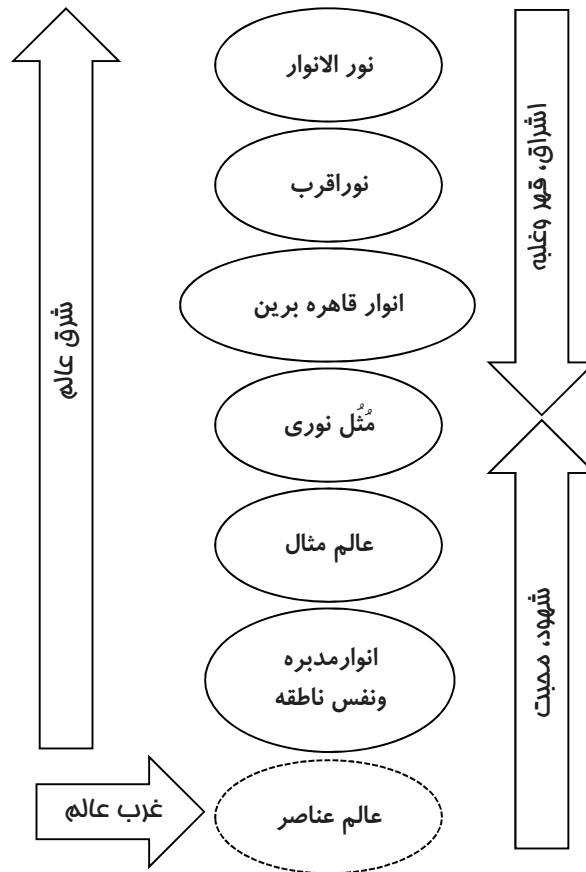 نور الانوار
اشراق، قهر وغلبه
نوراقرب
انوار قاهره برین
شرق عالم
مُثُل نوری
عالم مثال
شهود، محبت
انوارمدبره
ونفس ناطقه
غرب عالم
عالم عناصر